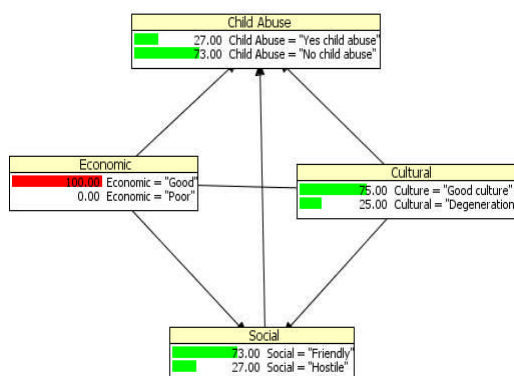 Child Abuse
27.00 Child Abuse = "Yes child abuse"
73.00 Child Abuse = "No child abuse"
Economic
100.00 Economic = "Good"
0.00 Economic = "Poor"
Cultural
75.00 Culture = "Good culture"
25.00 Cultural = "Degeneration
Social
73.00 Social = "Friendly"
27.00 Social = "Hostile"